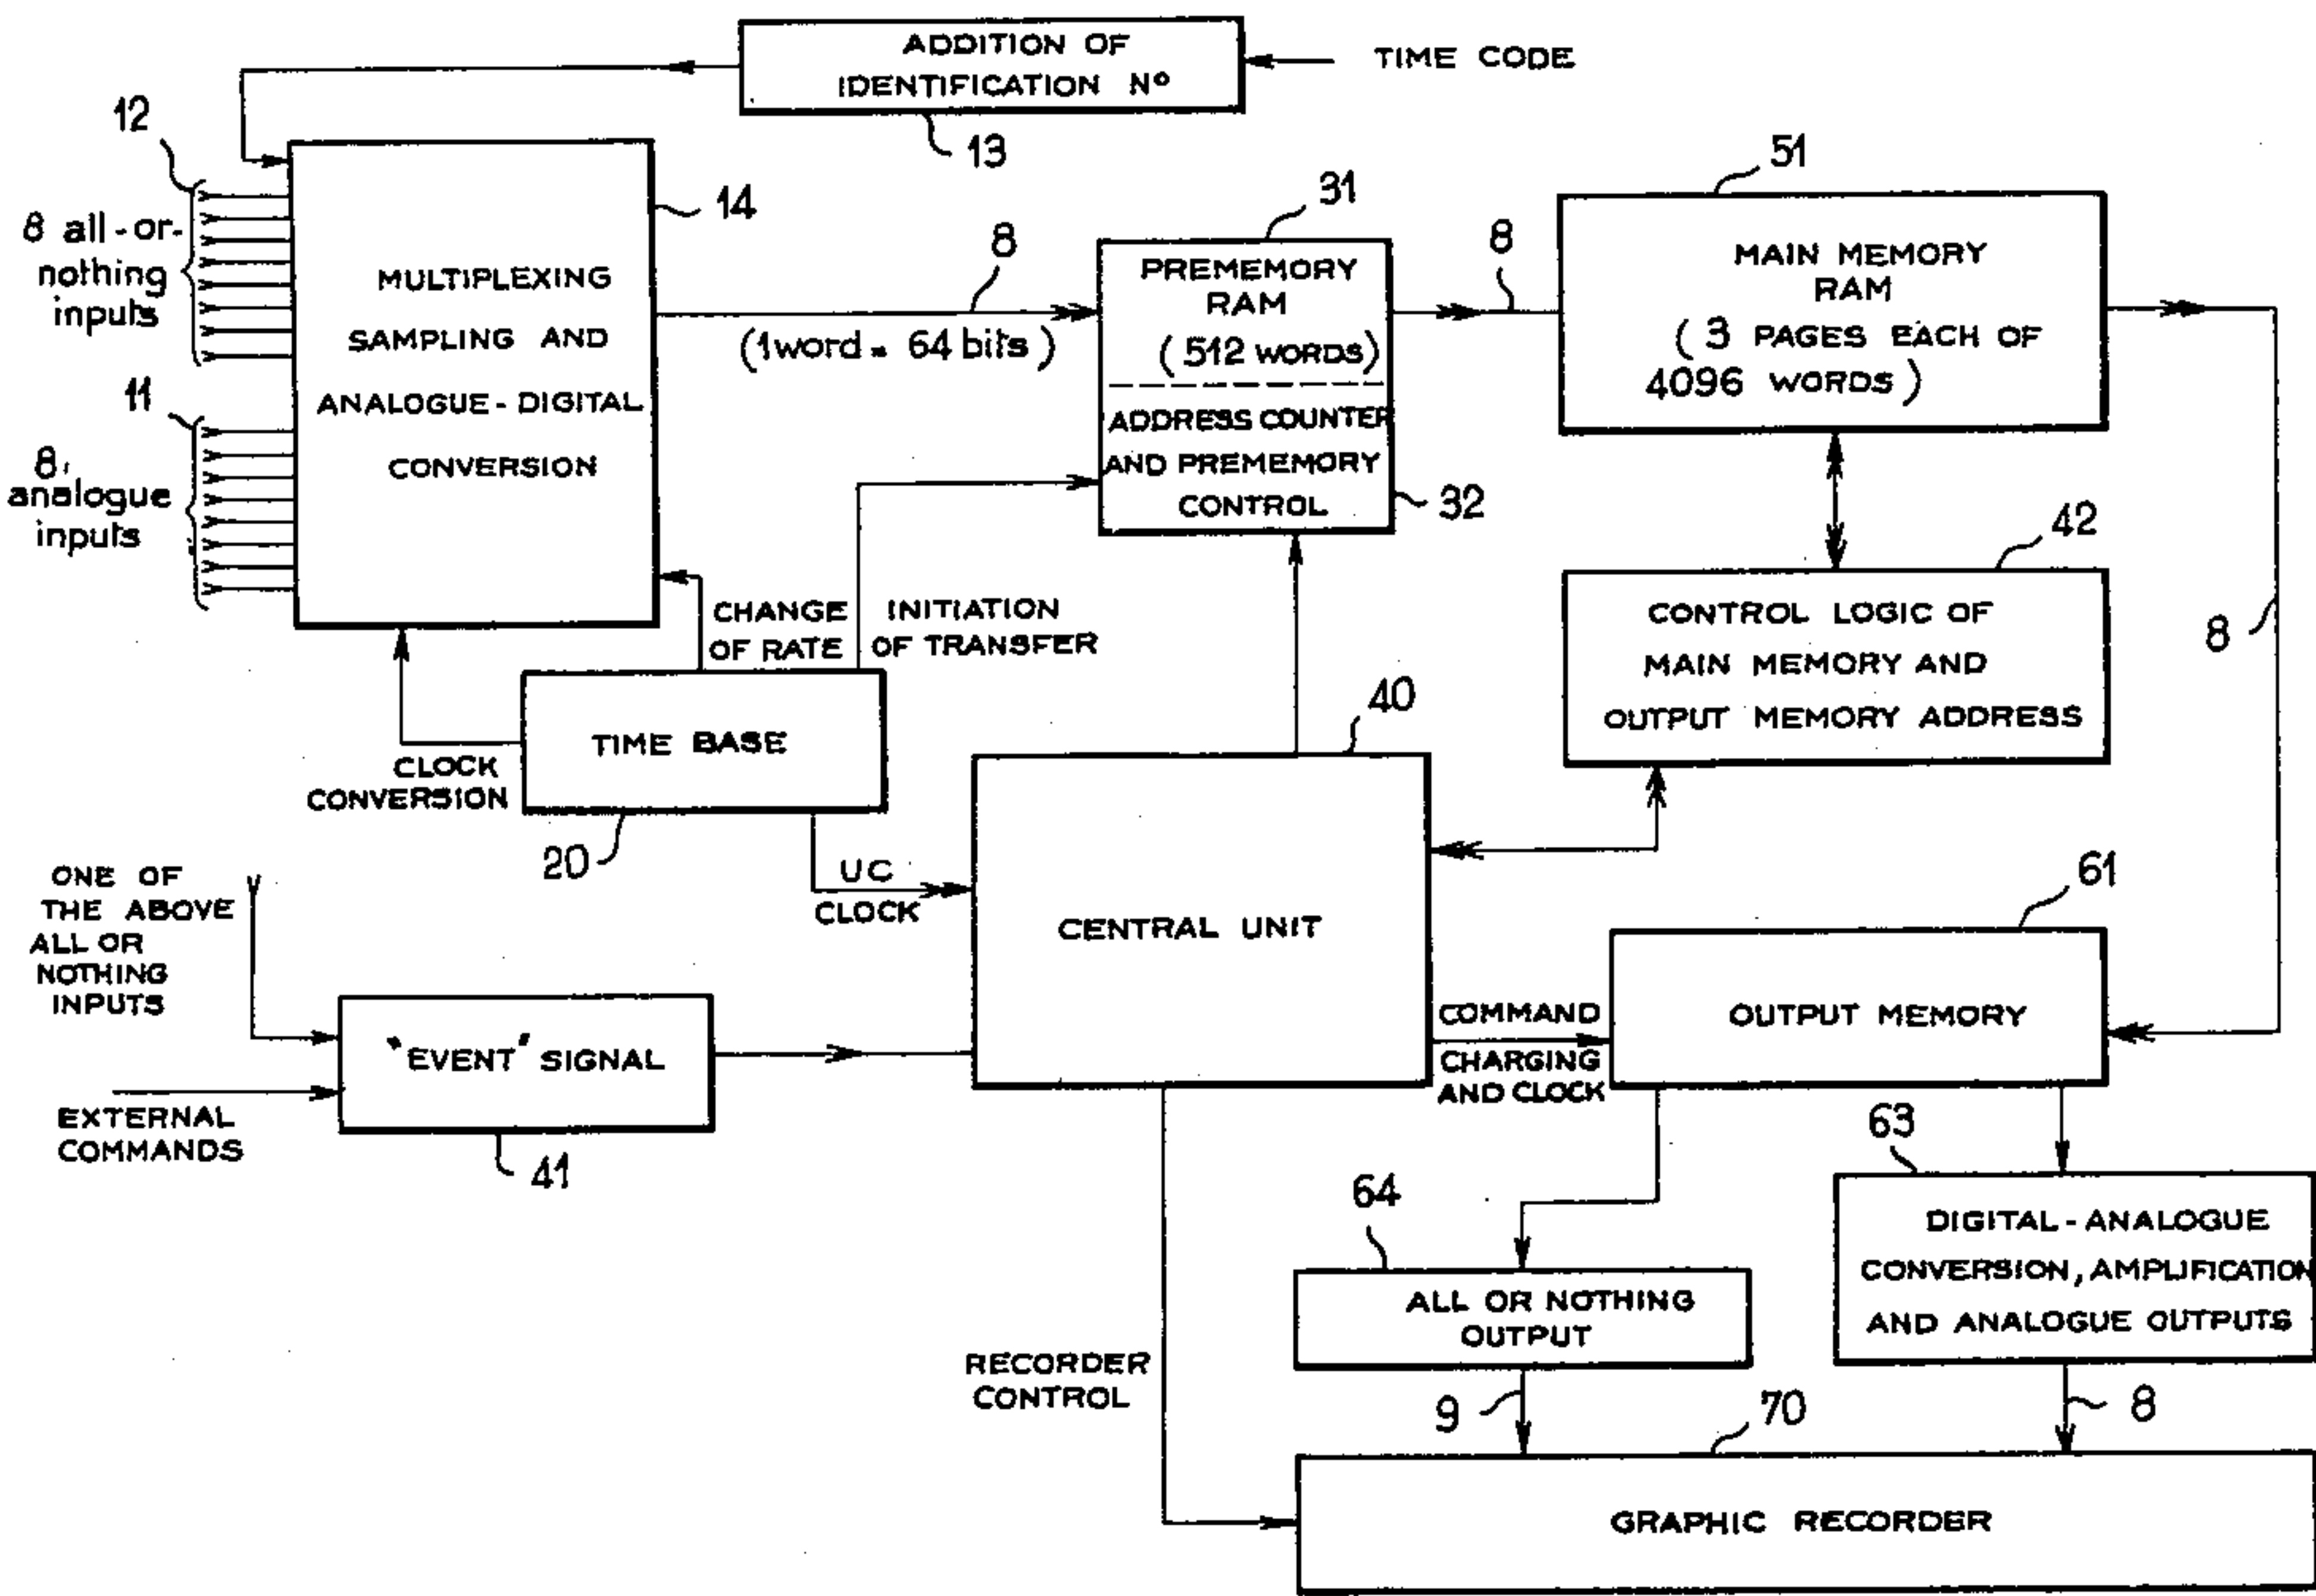 ADDITION OF
IDENTIFICATION Nº
TIME CODE
13
12
8 all-or-
nothing
inputs
11
8
analogue
inputs
14
MULTIPLEXING
SAMPLING AND
ANALOGUE-DIGITAL
CONVERSION
8
(1 word = 64 bits)
31
PREMEMORY
RAM
(512 WORDS)
ADDRESS COUNTER
AND PREMEMORY
CONTROL
32
8
51
MAIN MEMORY
RAM
(3 PAGES EACH OF
4096 WORDS)
8
42
CONTROL LOGIC OF
MAIN MEMORY AND
OUTPUT MEMORY ADDRESS
CHANGE
OF RATE
INITIATION
OF TRANSFER
TIME BASE
20
CLOCK
CONVERSION
UC
CLOCK
40
CENTRAL UNIT
ONE OF
THE ABOVE
ALL OR
NOTHING
INPUTS
"EVENT" SIGNAL
41
EXTERNAL
COMMANDS
COMMAND
CHARGING
AND CLOCK
61
OUTPUT MEMORY
63
DIGITAL-ANALOGUE
CONVERSION, AMPLIFICATION
AND ANALOGUE OUTPUTS
64
ALL OR NOTHING
OUTPUT
RECORDER
CONTROL
9
70
8
GRAPHIC RECORDER